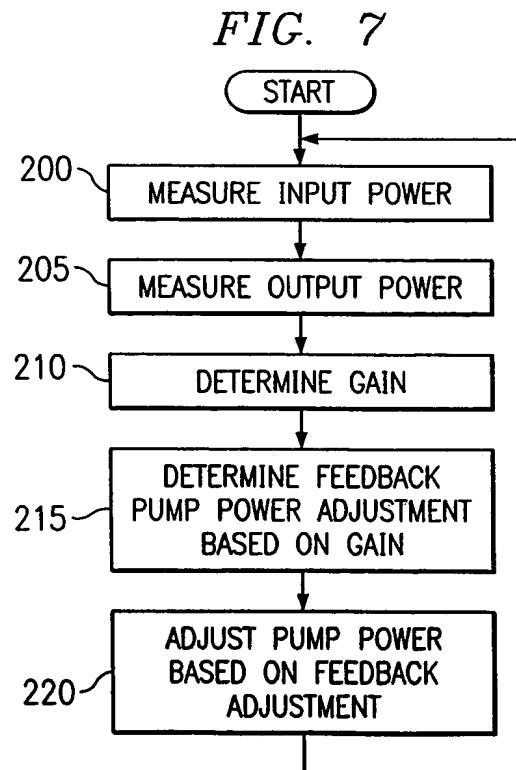 FIG. 7
START
200
MEASURE INPUT POWER
205
MEASURE OUTPUT POWER
210
DETERMINE GAIN
215
DETERMINE FEEDBACK
PUMP POWER ADJUSTMENT
BASED ON GAIN
220
ADJUST PUMP POWER
BASED ON FEEDBACK
ADJUSTMENT